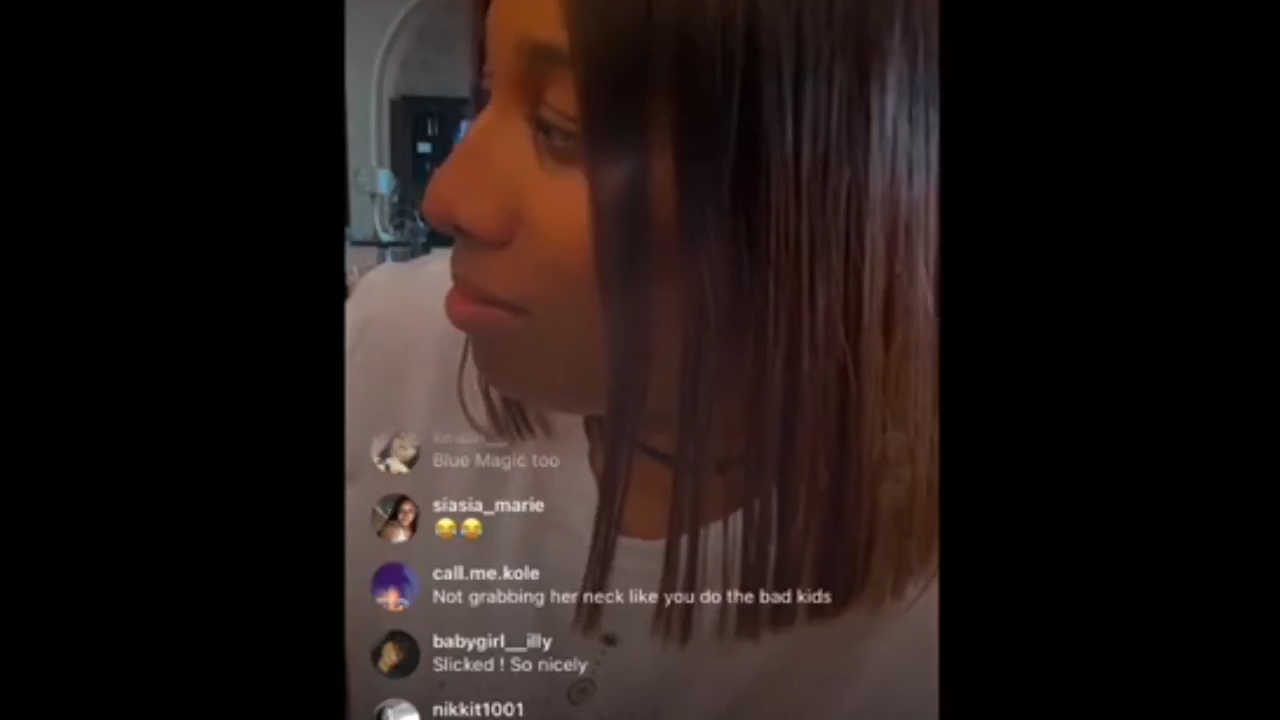 Blue Magic too
siasia_marie
😂😂
call.me.kole
Not grabbing her neck like you do the bad kids
babygirl__illy
Slicked ! So nicely
nikkit1001